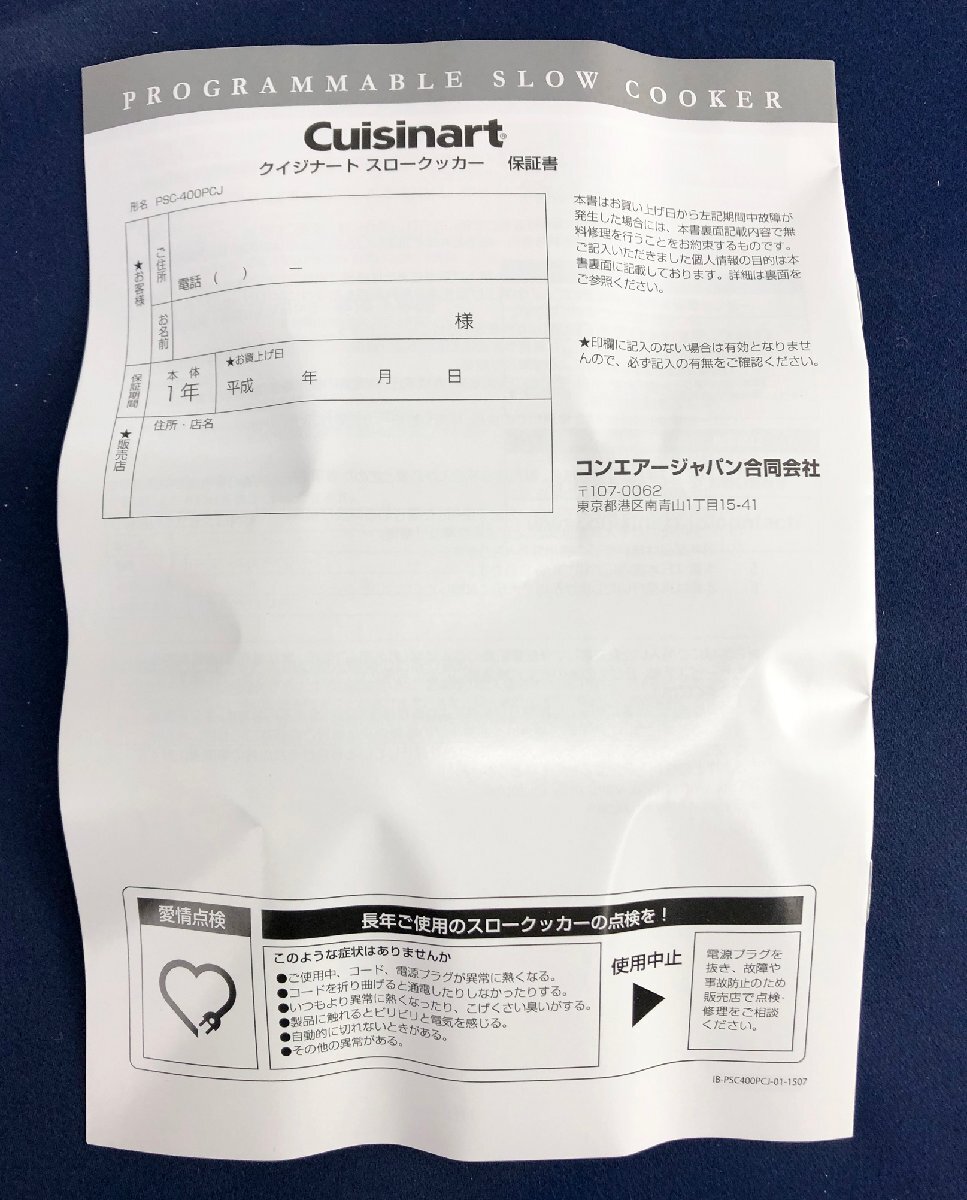 PROGRAMMABLE SLOW COOKER
Cuisinart®
クイジナート スロークッカー 保証書
形名 PSC-400PCJ
★お客様
ご住所
電話 ( ) ー
お名前
様
保証期間
本 体
1年
★お買上げ日
平成 年 月 日
★販売店
住所・店名
本書はお買い上げ日から左記期間中故障が
発生した場合には、本書裏面記載内容で無
料修理を行うことをお約束するものです。
ご記入いただきました個人情報の目的は本
書裏面に記載しております。詳細は裏面を
ご参照ください。
★印欄に記入のない場合は有効となりませ
んので、必ず記入の有無をご確認ください。
コンエアージャパン合同会社
〒107-0062
東京都港区南青山1丁目15-41
愛情点検
長年ご使用のスロークッカーの点検を!
このような症状はありませんか
●ご使用中、コード、電源プラグが異常に熱くなる。
●コードを折り曲げると通電したりしなかったりする。
●いつもより異常に熱くなったり、こげくさい臭いがする。
●製品に触れるとビリビリと電気を感じる。
●自動的に切れないときがある。
●その他の異常がある。
使用中止
電源プラグを
抜き、故障や
事故防止のため
販売店で点検・
修理をご相談
ください。
IB-PSC400PCJ-01-1507